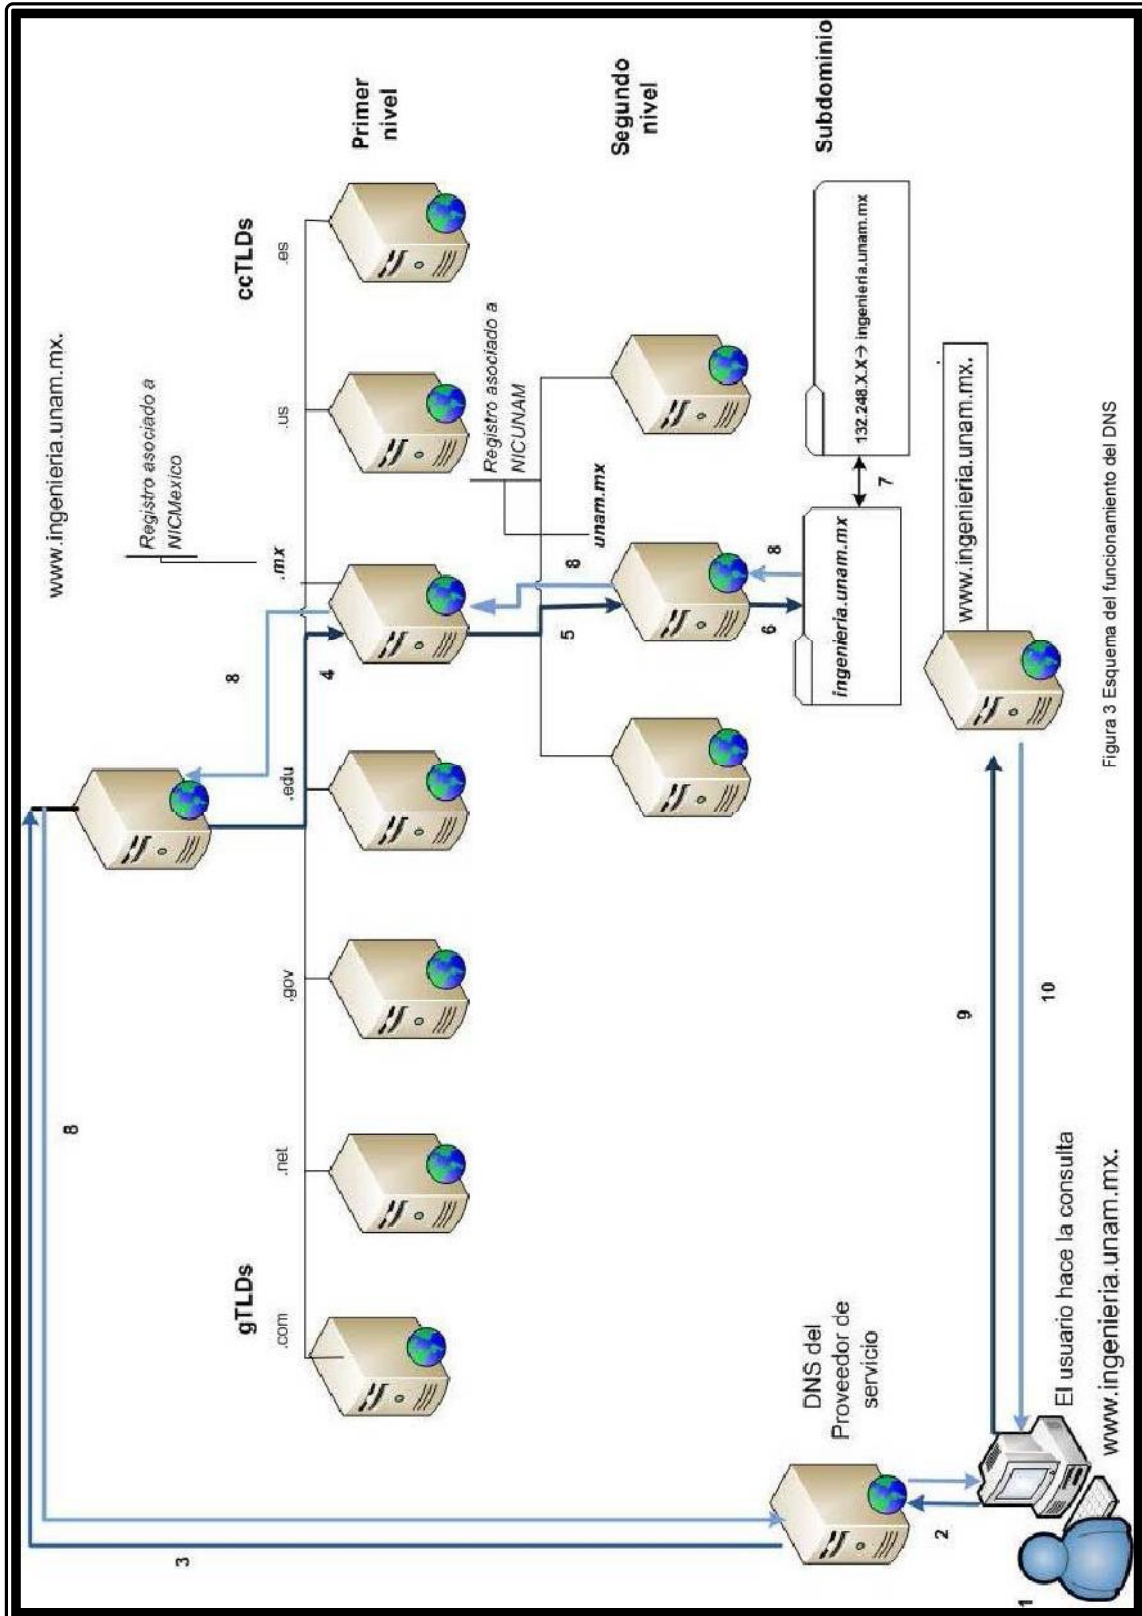 www.ingenieria.unam.mx.
Registro asociado a
NICMexico
8
3
8
4
gTLDs
ccTLDs
.com
.net
.gov
.edu
.mx
.us
.es
Primer
nivel
Registro asociado a
NICUNAM
5
8
unam.mx
Segundo
nivel
6
8
DNS del
Proveedor de
servicio
ingenieria.unam.mx
7
132.248.X.X→ ingenieria.unam.mx
Subdominio
2
9
10
www.ingenieria.unam.mx.
1
El usuario hace la consulta
www.ingenieria.unam.mx.
Figura 3 Esquema del funcionamiento del DNS